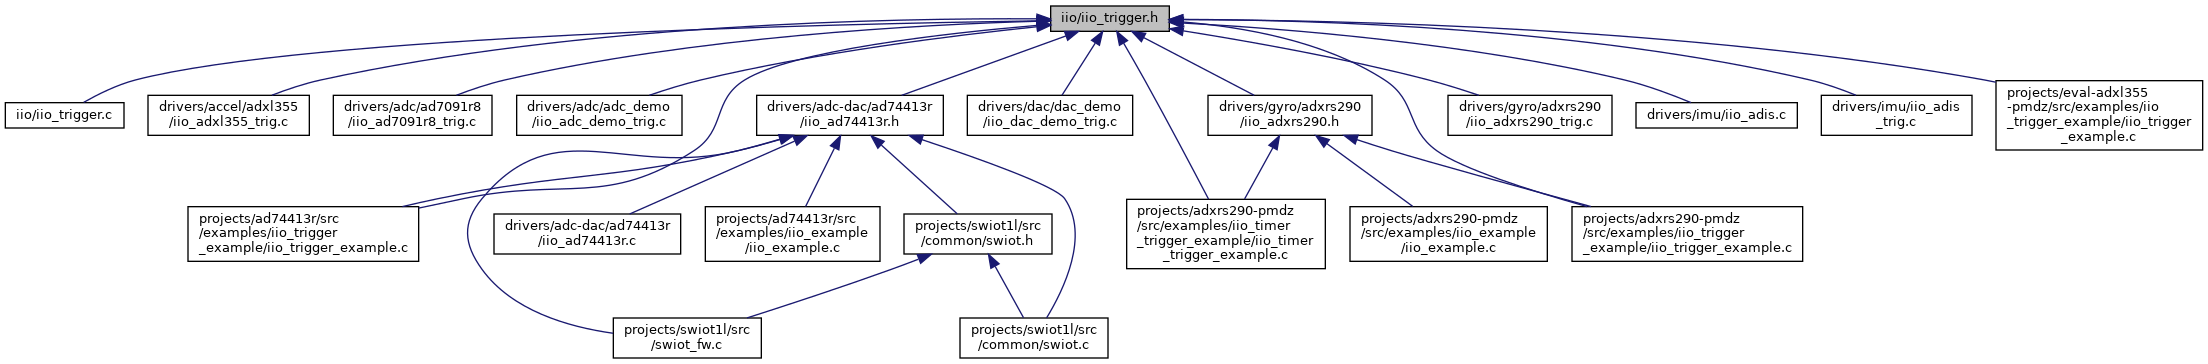 iio/iio_trigger.h
iio/iio_trigger.c
drivers/accel/adxl355
/iio_adxl355_trig.c
drivers/adc/ad7091r8
/iio_ad7091r8_trig.c
drivers/adc/adc_demo
/iio_adc_demo_trig.c
drivers/adc-dac/ad74413r
/iio_ad74413r.h
drivers/dac/dac_demo
/iio_dac_demo_trig.c
drivers/gyro/adxrs290
/iio_adxrs290.h
drivers/gyro/adxrs290
/iio_adxrs290_trig.c
drivers/imu/iio_adis.c
drivers/imu/iio_adis
_trig.c
projects/eval-adxl355
-pmdz/src/examples/iio
_trigger_example/iio_trigger
_example.c
projects/ad74413r/src
/examples/iio_trigger
_example/iio_trigger_example.c
drivers/adc-dac/ad74413r
/iio_ad74413r.c
projects/ad74413r/src
/examples/iio_example
/iio_example.c
projects/swiot1l/src
/common/swiot.h
projects/adxrs290-pmdz
/src/examples/iio_timer
_trigger_example/iio_timer
_trigger_example.c
projects/adxrs290-pmdz
/src/examples/iio_example
/iio_example.c
projects/adxrs290-pmdz
/src/examples/iio_trigger
_example/iio_trigger_example.c
projects/swiot1l/src
/swiot_fw.c
projects/swiot1l/src
/common/swiot.c